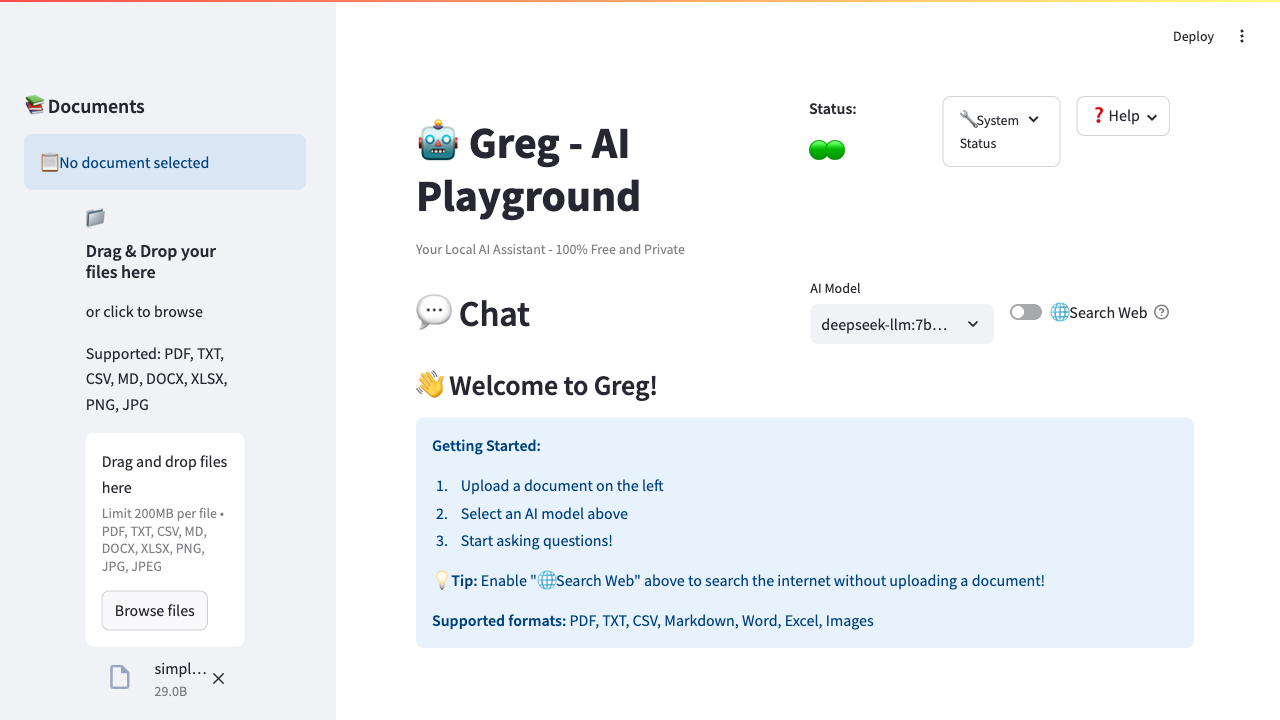 Deploy
📚Documents
📋No document selected
📁
Drag & Drop your
files here
or click to browse
Supported: PDF, TXT,
CSV, MD, DOCX, XLSX,
PNG, JPG
Drag and drop files
here
Limit 200MB per file •
PDF, TXT, CSV, MD,
DOCX, XLSX, PNG,
JPG, JPEG
Browse files
simpl…
29.0B
🤖 Greg - AI
Playground
Your Local AI Assistant - 100% Free and Private
Status:
🟢🟢
🔧System
Status
❓Help
💬 Chat
AI Model
deepseek-llm:7b…
🌐Search Web
👋Welcome to Greg!
Getting Started:
1. Upload a document on the left
2. Select an AI model above
3. Start asking questions!
💡Tip: Enable "🌐Search Web" above to search the internet without uploading a document!
Supported formats: PDF, TXT, CSV, Markdown, Word, Excel, Images